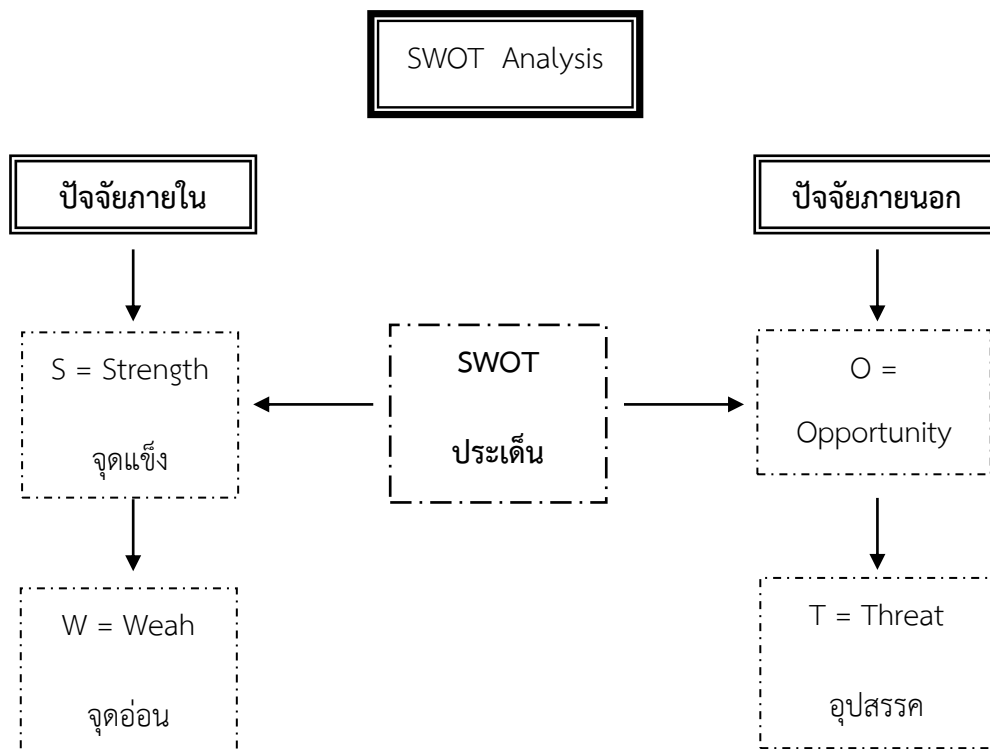 SWOT Analysis
ปัจจัยภายใน
ปัจจัยภายนอก
S = Strength
จุดแข็ง
SWOT
ประเด็น
O =
Opportunity
W = Weah
จุดอ่อน
T = Threat
อุปสรรค